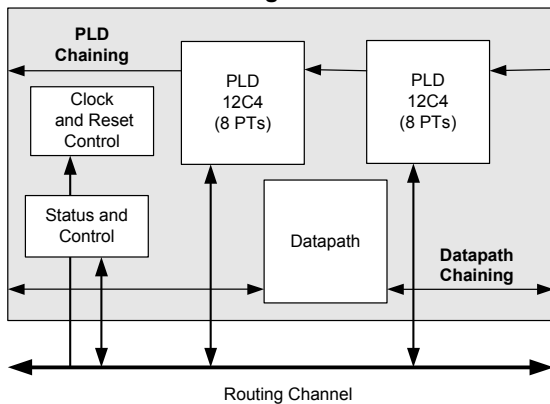 PLD
Chaining
PLD
12C4
(8 PTs)
PLD
12C4
(8 PTs)
Clock
and Reset
Control
Status and
Control
Datapath
Datapath
Chaining
Routing Channel